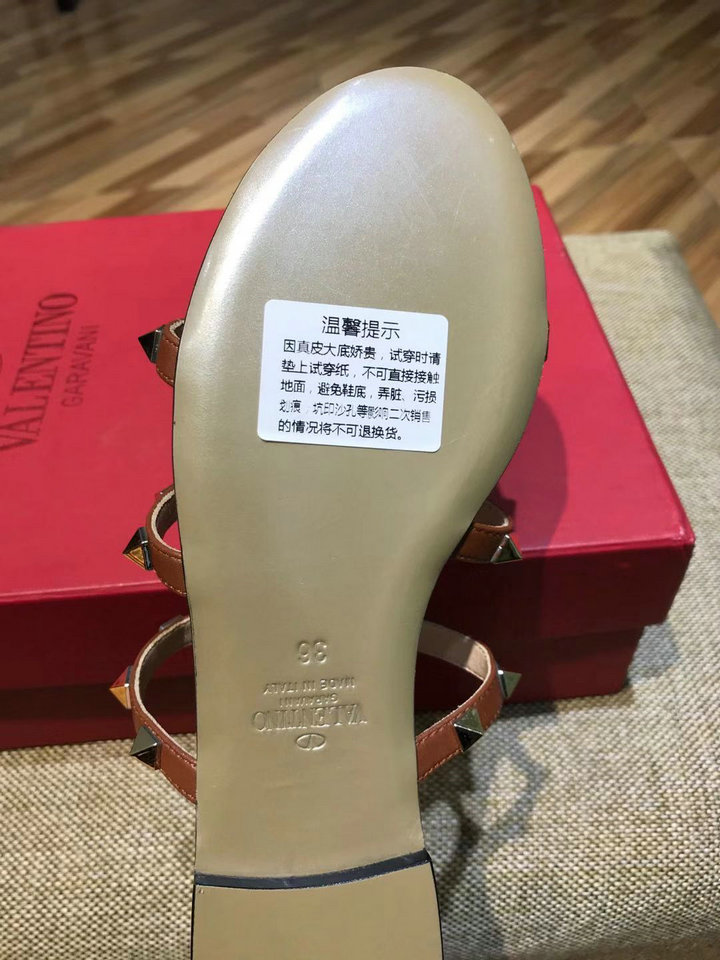 VALENTINO
GARAVANI
温馨提示
因真皮大底娇贵，试穿时请
垫上试穿纸，不可直接接触
地面，避免鞋底，弄脏、污损
划痕，坑印沙孔等影响二次销售
的情况将不可退换货。
36
MADE IN ITALY
GARAVANI
VALENTINO